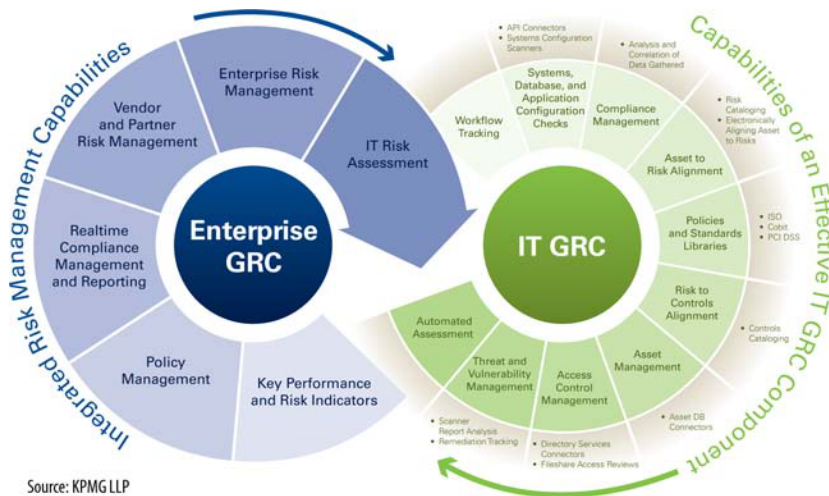 Integrated Risk Management Capabilities
Enterprise Risk
Management
Vendor
and Partner
Risk Management
IT Risk
Assessment
Realtime
Compliance
Management
and Reporting
Enterprise
GRC
Policy
Management
Key Performance
and Risk Indicators
Capabilities of an Effective IT GRC Component
• API Connectors
• Systems Configuration
Scanners
• Analysis and
Correlation of
Data Gathered
• Risk
Cataloging
• Electronically
Aligning Asset
to Risks
• ISO
• Cobit
• PCI DSS
• Controls
Cataloging
• Asset DB
Connectors
• Directory Services
Connectors
• Fileshare Access Reviews
• Scanner
Report Analysis
• Remediation Tracking
Workflow
Tracking
Systems,
Database, and
Application
Configuration
Checks
Compliance
Management
Asset to
Risk Alignment
Policies
and Standards
Libraries
Risk to
Controls
Alignment
Asset
Management
Access
Control
Management
Threat and
Vulnerability
Management
Automated
Assessment
IT GRC
Source: KPMG LLP